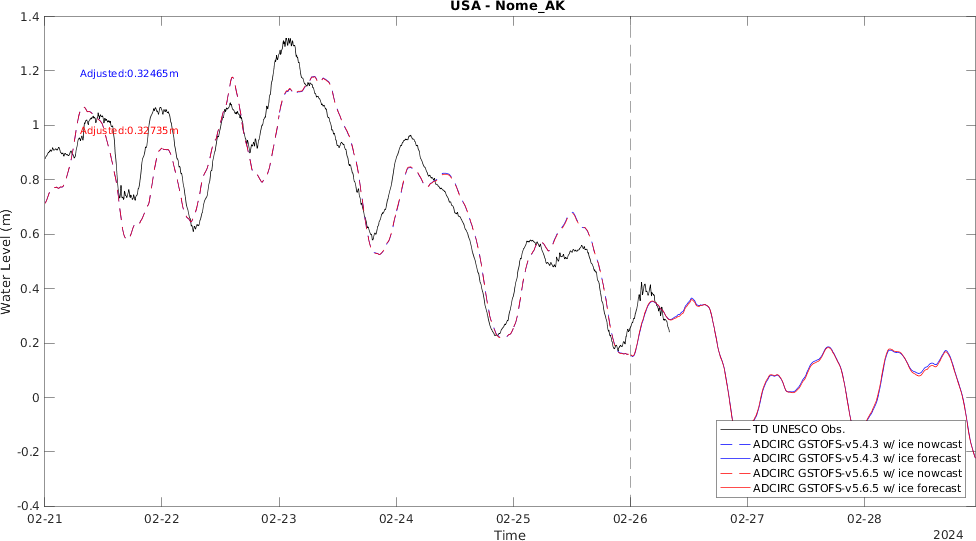 USA - Nome_AK
1.4
1.2
1
0.8
0.6
0.4
0.2
0
-0.2
-0.4
Water Level (m)
Adjusted:0.32465m
Adjusted:0.32735m
TD UNESCO Obs.
ADCIRC GSTOFS-v5.4.3 w/ ice nowcast
ADCIRC GSTOFS-v5.4.3 w/ ice forecast
ADCIRC GSTOFS-v5.6.5 w/ ice nowcast
ADCIRC GSTOFS-v5.6.5 w/ ice forecast
02-21 02-22 02-23 02-24 02-25 02-26 02-27 02-28
Time
2024